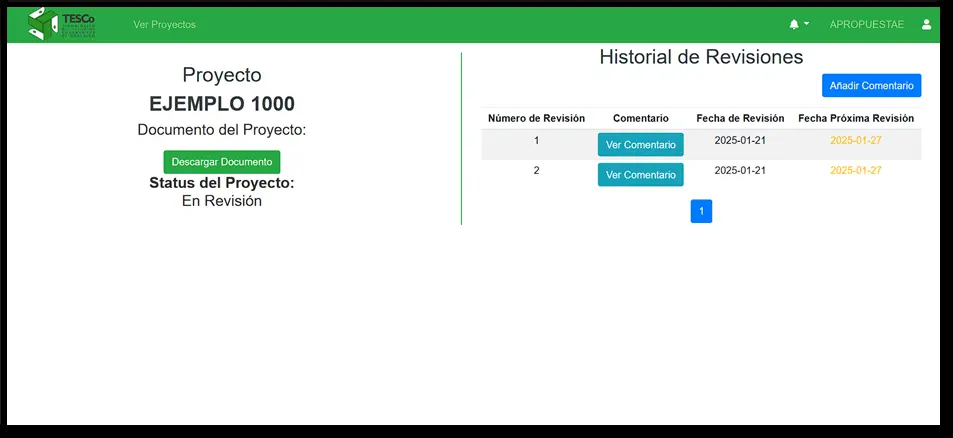 TESCo
Ver Proyectos
APROPUESTAE
Proyecto
EJEMPLO 1000
Documento del Proyecto:
Descargar Documento
Status del Proyecto:
En Revisión
Historial de Revisiones
Añadir Comentario
Número de Revisión Comentario Fecha de Revisión Fecha Próxima Revisión
1 Ver Comentario 2025-01-21 2025-01-27
2 Ver Comentario 2025-01-21 2025-01-27
1